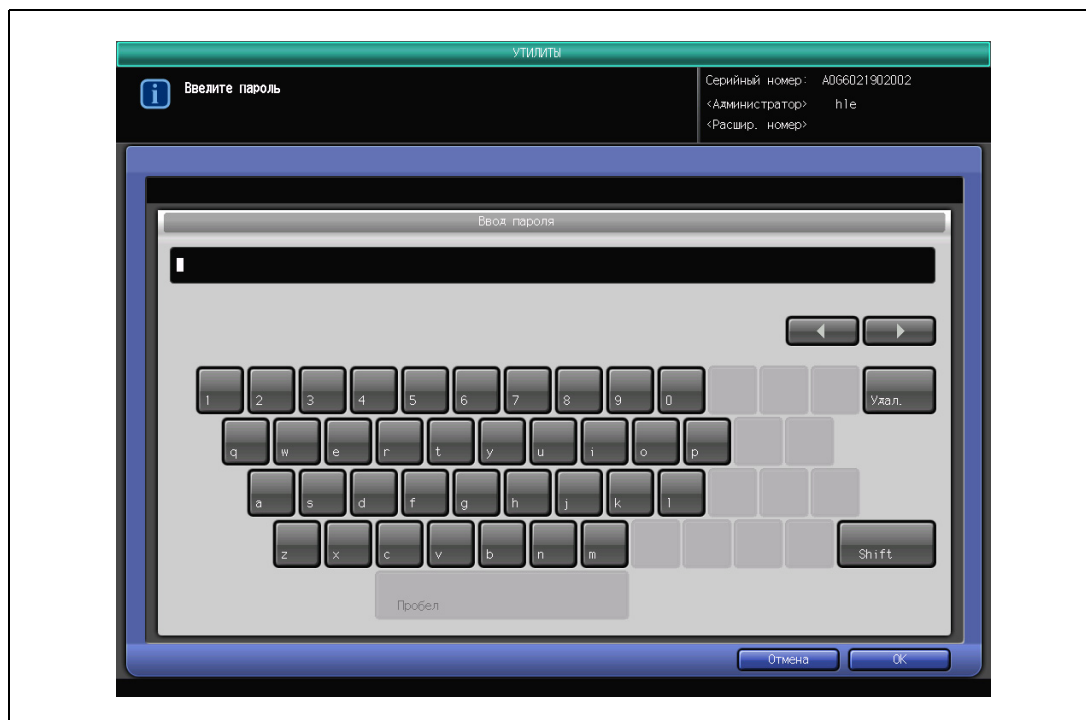 УТИЛИТЫ
Введите пароль
Серийный номер: A0G6021902002
<Администратор> hle
<Расшир. номер>
Ввод пароля
1 2 3 4 5 6 7 8 9 0 Удал.
q w e r t y u i o p
a s d f g h j k l
z x c v b n m Shift
Пробел
Отмена OK